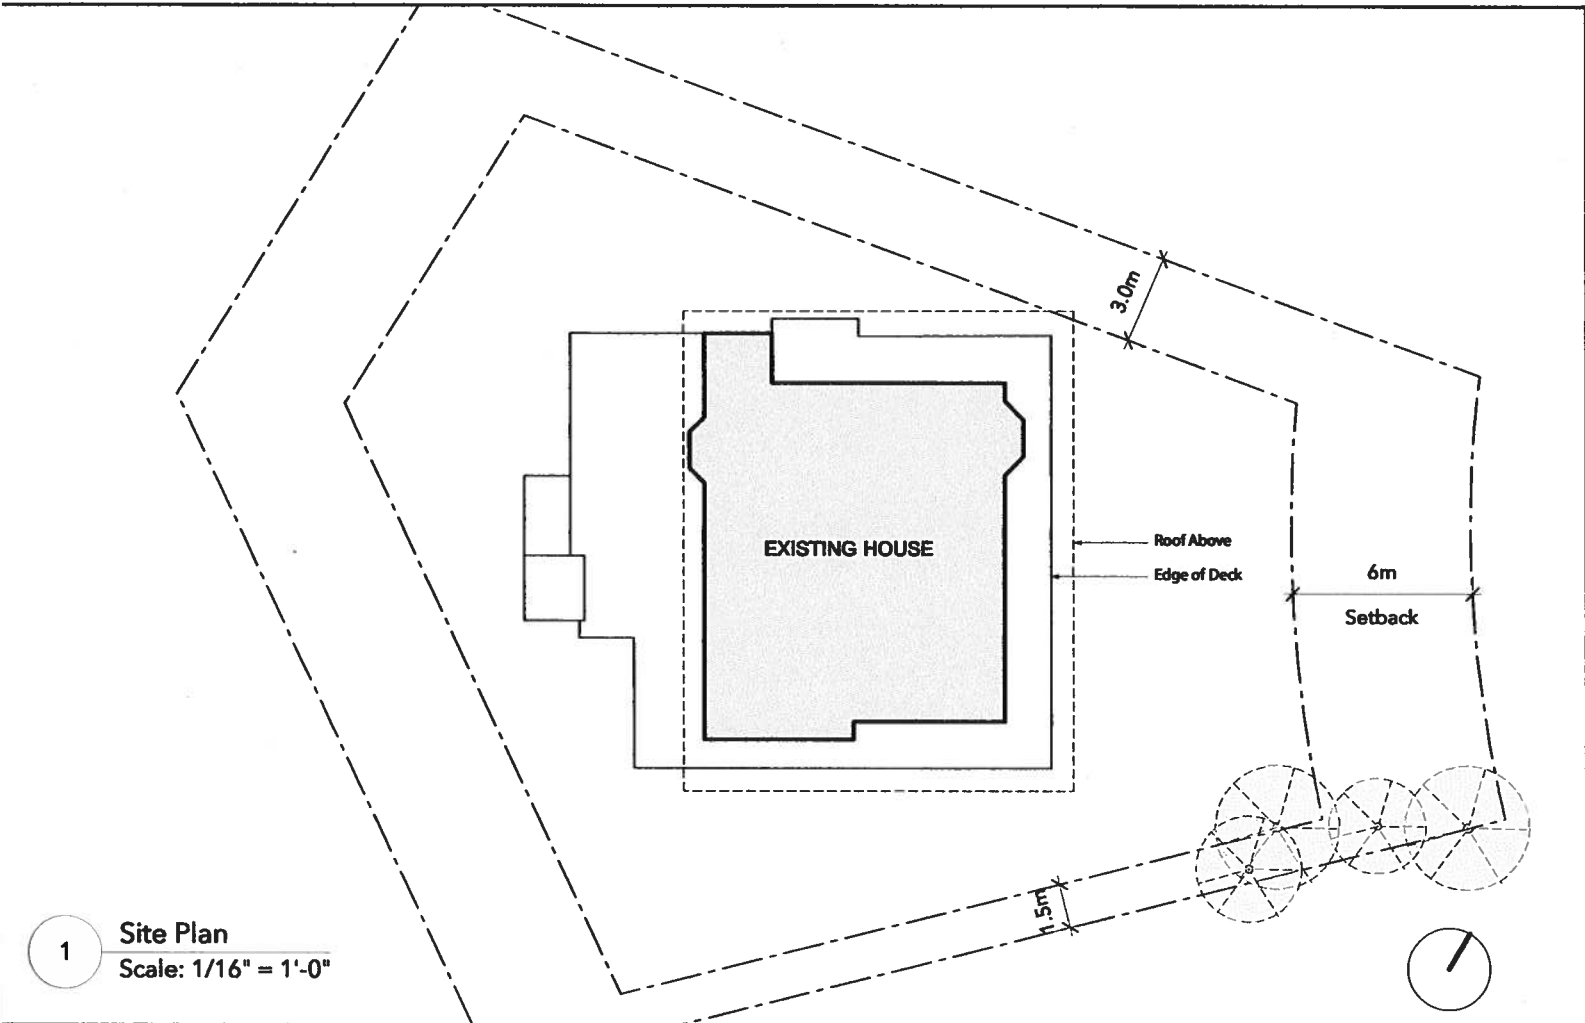 3.0m
EXISTING HOUSE
Roof Above
Edge of Deck
6m
Setback
1.5m
1
Site Plan
Scale: 1/16" = 1'-0"